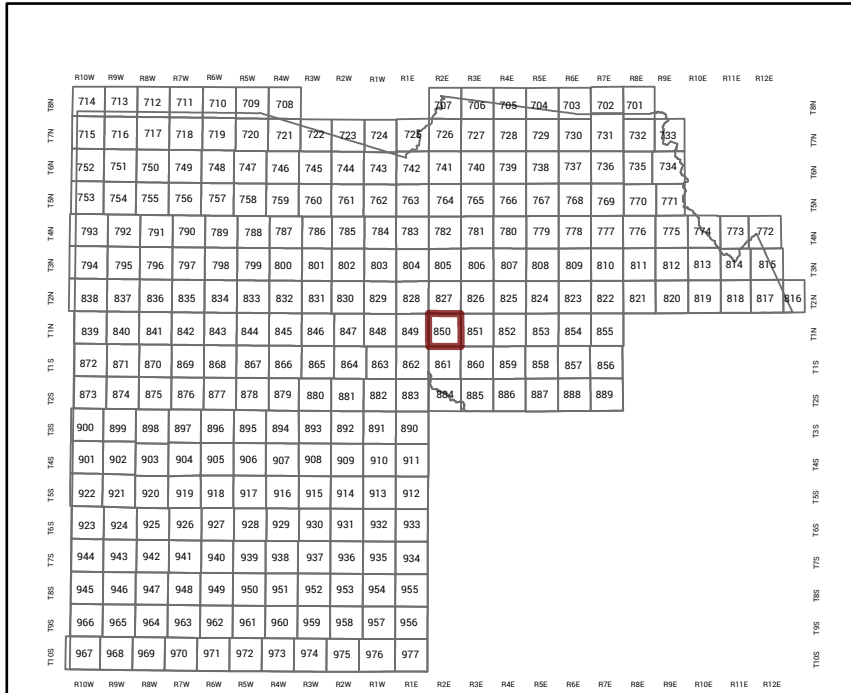 R10W R9W R8W R7W R6W R5W R4W R3W R2W R1W R1E R2E R3E R4E R5E R6E R7E R8E R9E R10E R11E R12E
T8N 714 713 712 711 710 709 708 707 706 705 704 703 702 701 T8N
T7N 715 716 717 718 719 720 721 722 723 724 725 726 727 728 729 730 731 732 733 T7N
T6N 752 751 750 749 748 747 746 745 744 743 742 741 740 739 738 737 736 735 734 T6N
T5N 753 754 755 756 757 758 759 760 761 762 763 764 765 766 767 768 769 770 771 T5N
T4N 793 792 791 790 789 788 787 786 785 784 783 782 781 780 779 778 777 776 775 774 773 772 T4N
T3N 794 795 796 797 798 799 800 801 802 803 804 805 806 807 808 809 810 811 812 813 814 815 T3N
T2N 838 837 836 835 834 833 832 831 830 829 828 827 826 825 824 823 822 821 820 819 818 817 816 T2N
T1N 839 840 841 842 843 844 845 846 847 848 849 850 851 852 853 854 855 T1N
T1S 872 871 870 869 868 867 866 865 864 863 862 861 860 859 858 857 856 T1S
T2S 873 874 875 876 877 878 879 880 881 882 883 884 885 886 887 888 889 T2S
T3S 900 899 898 897 896 895 894 893 892 891 890 T3S
T4S 901 902 903 904 905 906 907 908 909 910 911 T4S
T5S 922 921 920 919 918 917 916 915 914 913 912 T5S
T6S 923 924 925 926 927 928 929 930 931 932 933 T6S
T7S 944 943 942 941 940 939 938 937 936 935 934 T7S
T8S 945 946 947 948 949 950 951 952 953 954 955 T8S
T9S 966 965 964 963 962 961 960 959 958 957 956 T9S
T10S 967 968 969 970 971 972 973 974 975 976 977 T10S
R10W R9W R8W R7W R6W R5W R4W R3W R2W R1W R1E R2E R3E R4E R5E R6E R7E R8E R9E R10E R11E R12E